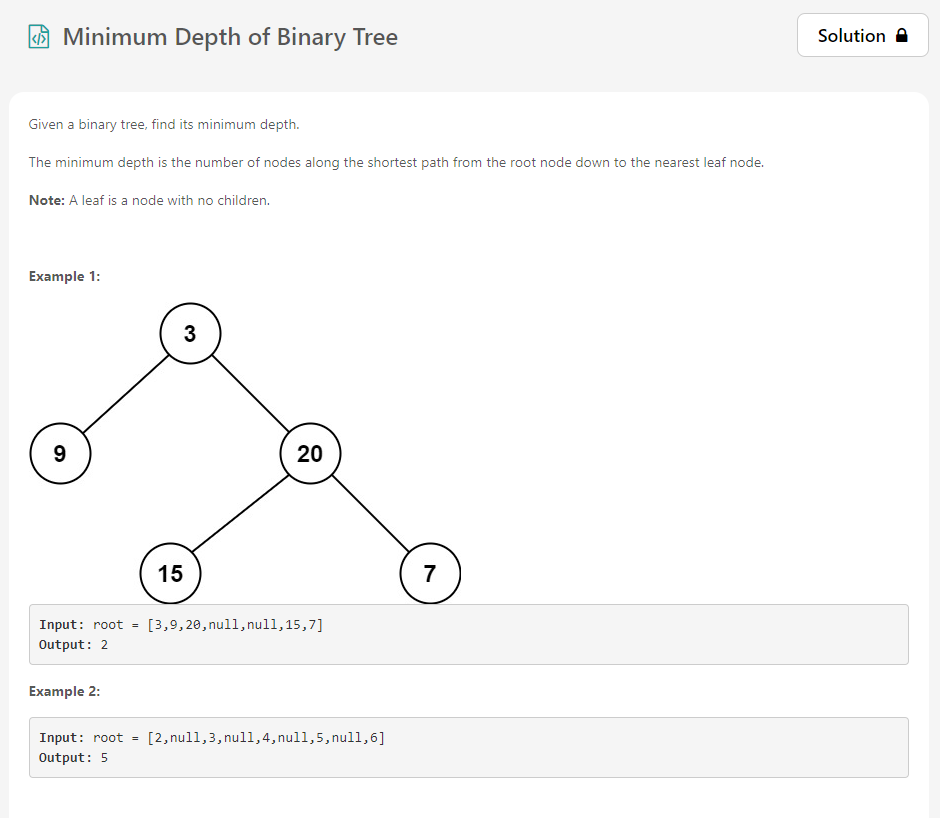 Minimum Depth of Binary Tree
Solution
Given a binary tree, find its minimum depth.
The minimum depth is the number of nodes along the shortest path from the root node down to the nearest leaf node.
Note: A leaf is a node with no children.
Example 1:
3
9
20
15
7
Input: root = [3,9,20,null,null,15,7]
Output: 2
Example 2:
Input: root = [2,null,3,null,4,null,5,null,6]
Output: 5